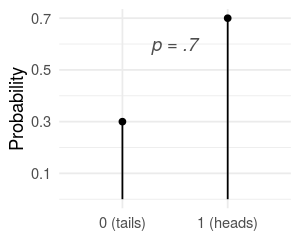 0.7
p = .7
0.5
Probability
0.3
0.1
0 (tails) 1 (heads)